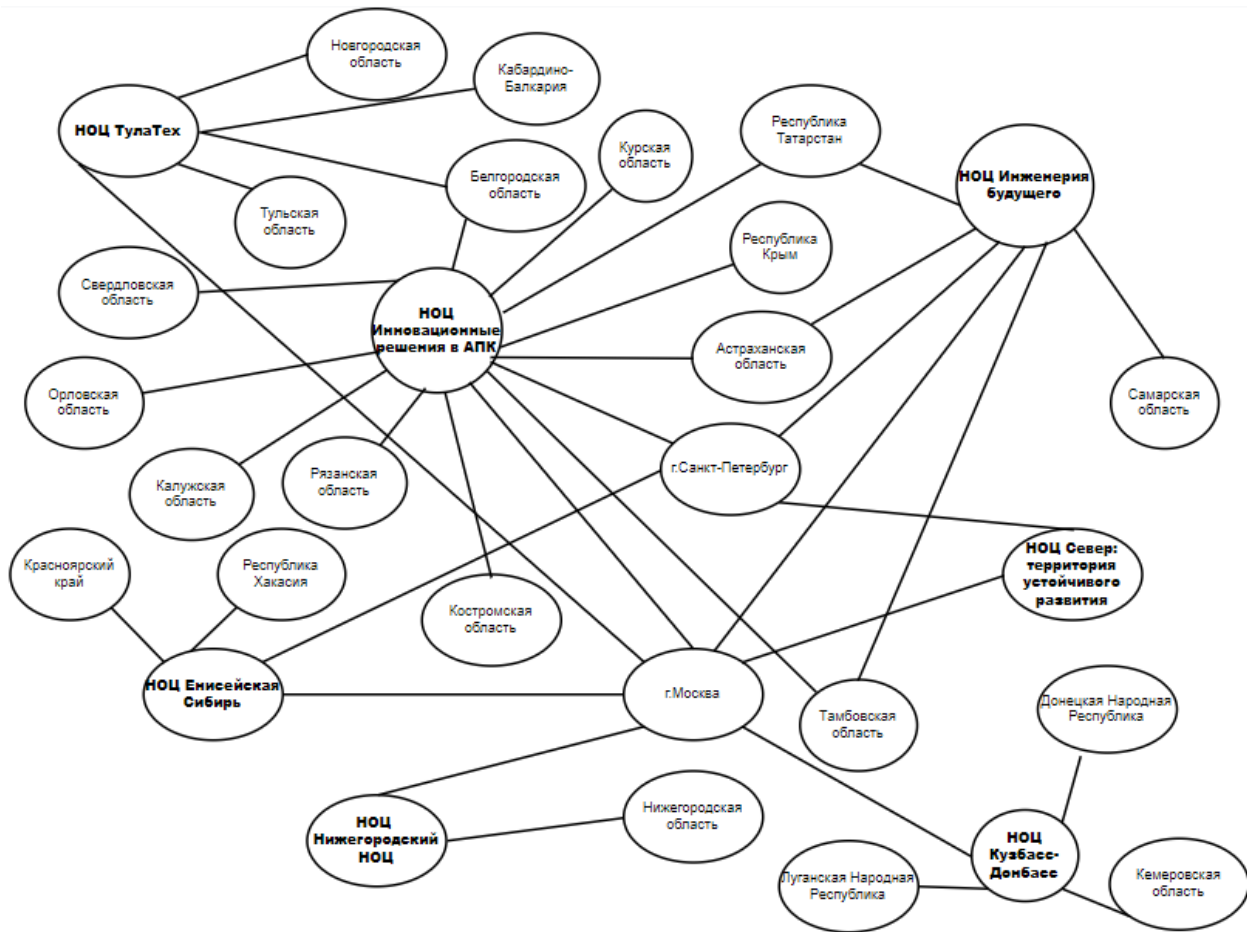 Новгородская
область
Кабардино-
Балкария
НОЦ ТулаТех
Республика
Татарстан
Курская
область
Белгородская
область
НОЦ Инженерия
будущего
Тульская
область
Республика
Крым
Свердловская
область
НОЦ
Инновационные
решения в АПК
Астраханская
область
Орловская
область
Самарская
область
г.Санкт-Петербург
Калужская
область
Рязанская
область
Красноярский
край
Республика
Хакасия
НОЦ Север:
территория
устойчивого
развития
Костромская
область
НОЦ Енисейская
Сибирь
г.Москва
Донецкая Народная
Республика
Тамбовская
область
НОЦ
Нижегородский
НОЦ
Нижегородская
область
НОЦ
Кузбасс-
Донбасс
Луганская Народная
Республика
Кемеровская
область